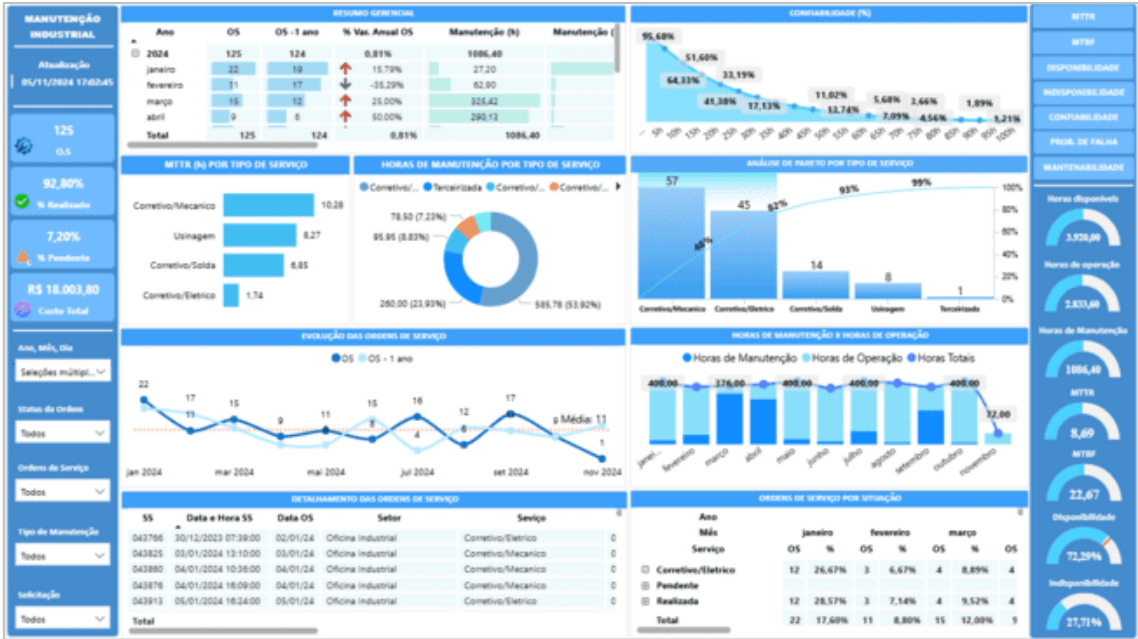 MANUTENÇÃO
INDUSTRIAL
Atualização
05/11/2024 17:02:45
125
O.S
92,80%
% Realizado
7,20%
% Pendente
R$ 18.003,80
Custo Total
Ano, Mês, Dia
Seleções múltipl...
Status da Ordem
Todos
Ordens de Serviço
Todos
Tipo de Manutenção
Todos
Solicitação
Todos
RESUMO GERENCIAL
Ano OS OS -1 ano % Var. Anual OS Manutenção (h) Manutenção (
2024 125 124 0,81% 1086,40
janeiro 22 19 15,79% 27,20
fevereiro 11 17 -35,29% 62,90
março 15 12 25,00% 325,42
abril 9 6 50,00% 290,13
Total 125 124 0,81% 1086,40
CONFIABILIDADE (%)
95,60%
51,60%
64,33%
33,19%
41,38%
17,13%
11,02%
13,74%
5,68%
7,09%
3,66%
4,56%
1,89%
1,21%
... 5h 10h 15h 20h 25h 30h 35h 40h 45h 50h 55h 60h 65h 70h 75h 80h 85h 90h 95h 100h
MTTR (h) POR TIPO DE SERVIÇO
Corretivo/Mecanico 10,28
Usinagem 8,27
Corretivo/Solda 6,85
Corretivo/Eletrico 1,74
HORAS DE MANUTENÇÃO POR TIPO DE SERVIÇO
Corretivo/... Terceirizada Corretivo/... Corretivo/...
78,50 (7,23%)
95,95 (8,83%)
260,00 (23,93%)
585,78 (53,92%)
ANÁLISE DE PARETO POR TIPO DE SERVIÇO
57
45
14
8
1
46%
82%
93%
99%
100%
80%
60%
40%
20%
0%
Corretivo/Mecanico Corretivo/Eletrico Corretivo/Solda Usinagem Terceirizada
EVOLUÇÃO DAS ORDENS DE SERVIÇO
OS OS - 1 ano
22
17
11
15
9
11
15
6
16
4
12
6
17
9
Média: 11
1
jan 2024 mar 2024 mai 2024 jul 2024 set 2024 nov 2024
HORAS DE MANUTENÇÃO X HORAS DE OPERAÇÃO
Horas de Manutenção Horas de Operação Horas Totais
400,00 376,00 400,00 400,00 400,00 72,00
janei... fevereiro março abril maio junho julho agosto setembro outubro novembro
DETALHAMENTO DAS ORDENS DE SERVIÇO
SS Data e Hora SS Data OS Setor Seviço
043766 30/12/2023 07:39:00 02/01/24 Oficina Industrial Corretivo/Eletrico 0
043825 03/01/2024 13:10:00 03/01/24 Oficina Industrial Corretivo/Mecanico 0
043860 04/01/2024 10:36:00 04/01/24 Oficina Industrial Corretivo/Mecanico 0
043876 04/01/2024 16:09:00 04/01/24 Oficina Industrial Corretivo/Mecanico 0
043913 05/01/2024 16:24:00 05/01/24 Oficina Industrial Corretivo/Eletrico 0
Total
ORDENS DE SERVIÇO POR SITUAÇÃO
Ano
Mês janeiro fevereiro março
Serviço OS % OS % OS % OS
Corretivo/Eletrico 12 26,67% 3 6,67% 4 8,89% 4
Pendente
Realizada 12 28,57% 3 7,14% 4 9,52% 4
Total 22 17,60% 11 8,80% 15 12,00% 9
MTTR
MTBF
DISPONIBILIDADE
INDISPONIBILIDADE
CONFIABILIDADE
PROB. DE FALHA
MANTENABILIDADE
Horas disponíveis
3.920,00
Horas de operação
2.833,60
Horas de Manutenção
1086,40
MTTR
8,69
MTBF
22,67
Disponibilidade
72,29%
Indisponibilidade
27,71%